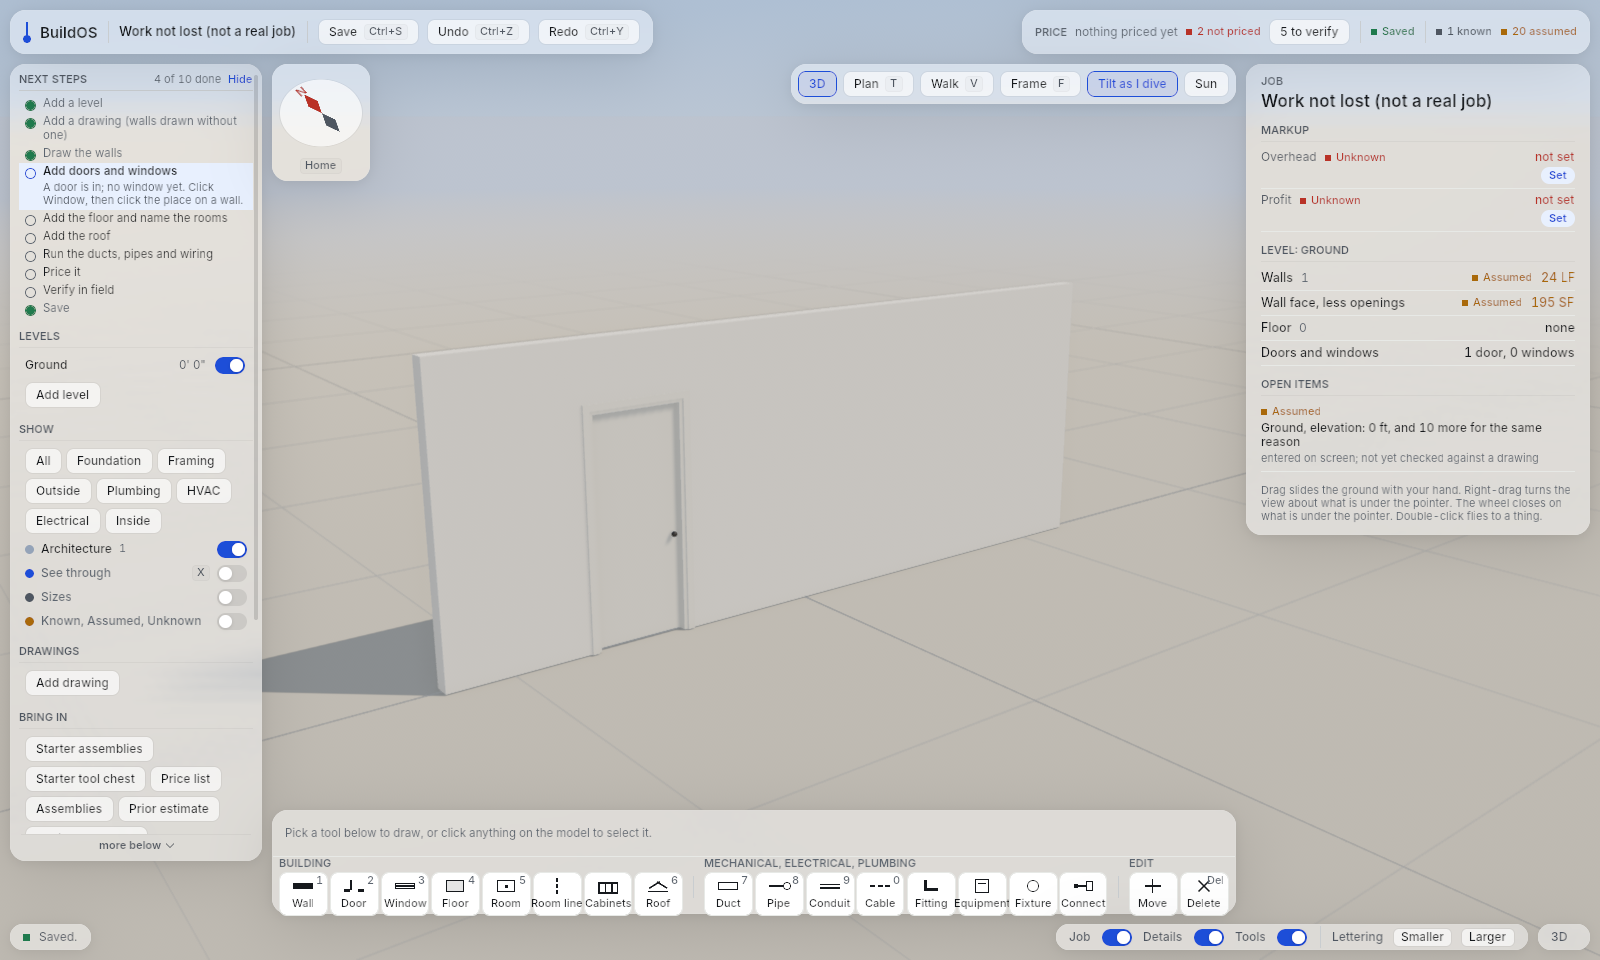 BuildOS
Work not lost (not a real job)
Save Ctrl+S
Undo Ctrl+Z
Redo Ctrl+Y
PRICE nothing priced yet 2 not priced 5 to verify Saved 1 known 20 assumed
NEXT STEPS 4 of 10 done Hide
Add a level
Add a drawing (walls drawn without
one)
Draw the walls
Add doors and windows
A door is in; no window yet. Click
Window, then click the place on a wall.
Add the floor and name the rooms
Add the roof
Run the ducts, pipes and wiring
Price it
Verify in field
Save
LEVELS
Ground 0' 0"
Add level
SHOW
All Foundation Framing
Outside Plumbing HVAC
Electrical Inside
Architecture 1
See through X
Sizes
Known, Assumed, Unknown
DRAWINGS
Add drawing
BRING IN
Starter assemblies
Starter tool chest Price list
Assemblies Prior estimate
more below
Saved.
N
Home
3D Plan T Walk V Frame F Tilt as I dive Sun
JOB
Work not lost (not a real job)
MARKUP
Overhead Unknown not set
Set
Profit Unknown not set
Set
LEVEL: GROUND
Walls 1 Assumed 24 LF
Wall face, less openings Assumed 195 SF
Floor 0 none
Doors and windows 1 door, 0 windows
OPEN ITEMS
Assumed
Ground, elevation: 0 ft, and 10 more for the same
reason
entered on screen; not yet checked against a drawing
Drag slides the ground with your hand. Right-drag turns the
view about what is under the pointer. The wheel closes on
what is under the pointer. Double-click flies to a thing.
Pick a tool below to draw, or click anything on the model to select it.
BUILDING MECHANICAL, ELECTRICAL, PLUMBING EDIT
1 2 3 4 5 6 7 8 9 0 Del
Wall Door Window Floor Room Room line Cabinets Roof Duct Pipe Conduit Cable Fitting Equipment Fixture Connect Move Delete
Job Details Tools Lettering Smaller Larger 3D